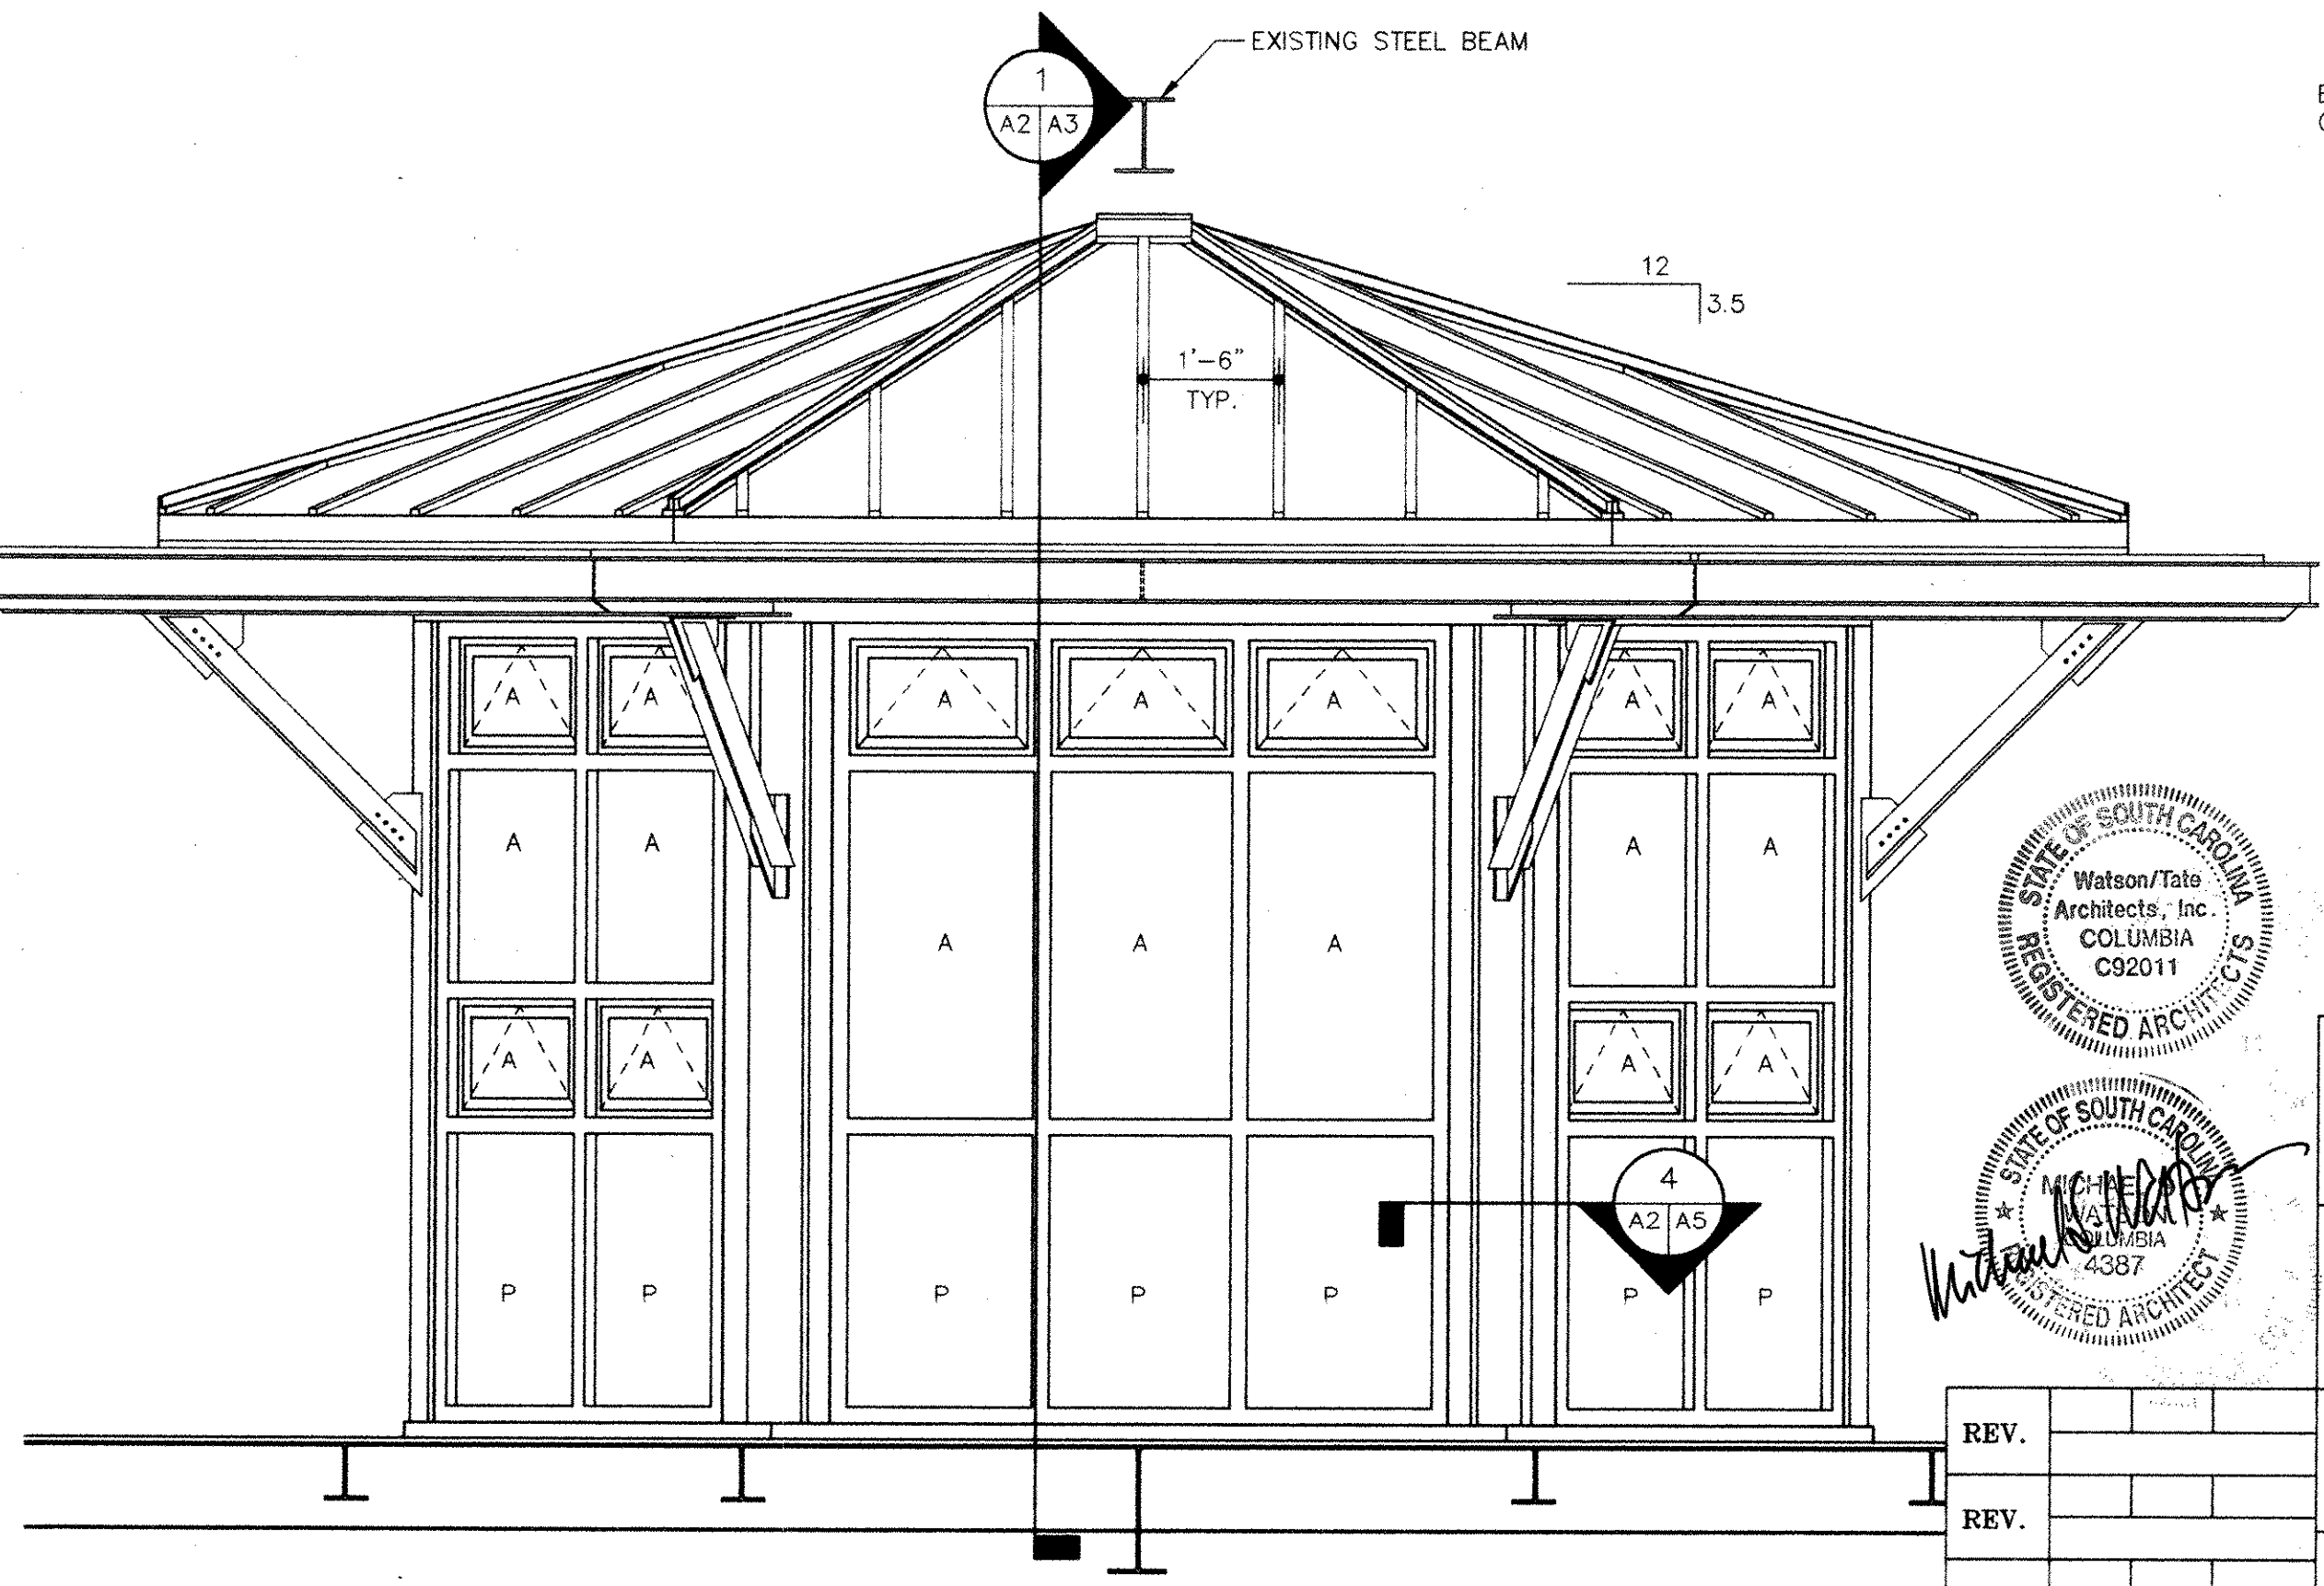 EXISTING STEEL BEAM
1
A2 A3
12
3.5
1'-6"
TYP.
A A A A A A A
A A A A
A A A
A A A A
P P P P P P P
4
A2 A5
STATE OF SOUTH CAROLINA
Watson/Tate
Architects, Inc.
COLUMBIA
C92011
REGISTERED ARCHITECTS
STATE OF SOUTH CAROLINA
COLUMBIA
4387
REGISTERED ARCHITECT
REV.
REV.